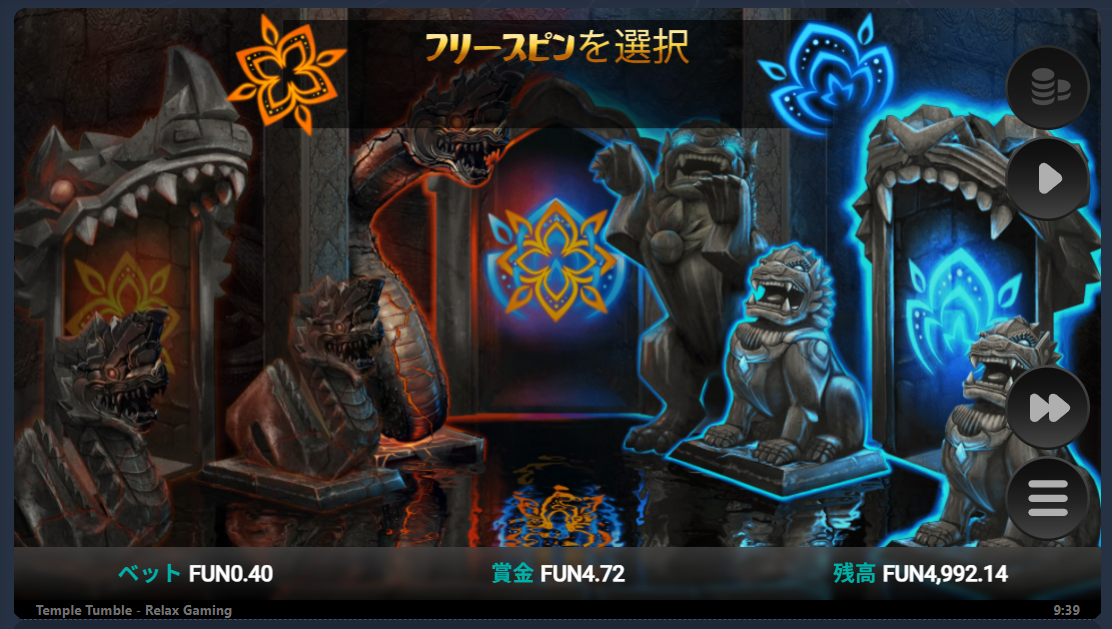 フリースピンを選択
ベット FUN0.40
賞金 FUN4.72
残高 FUN4,992.14
Temple Tumble - Relax Gaming
9:39